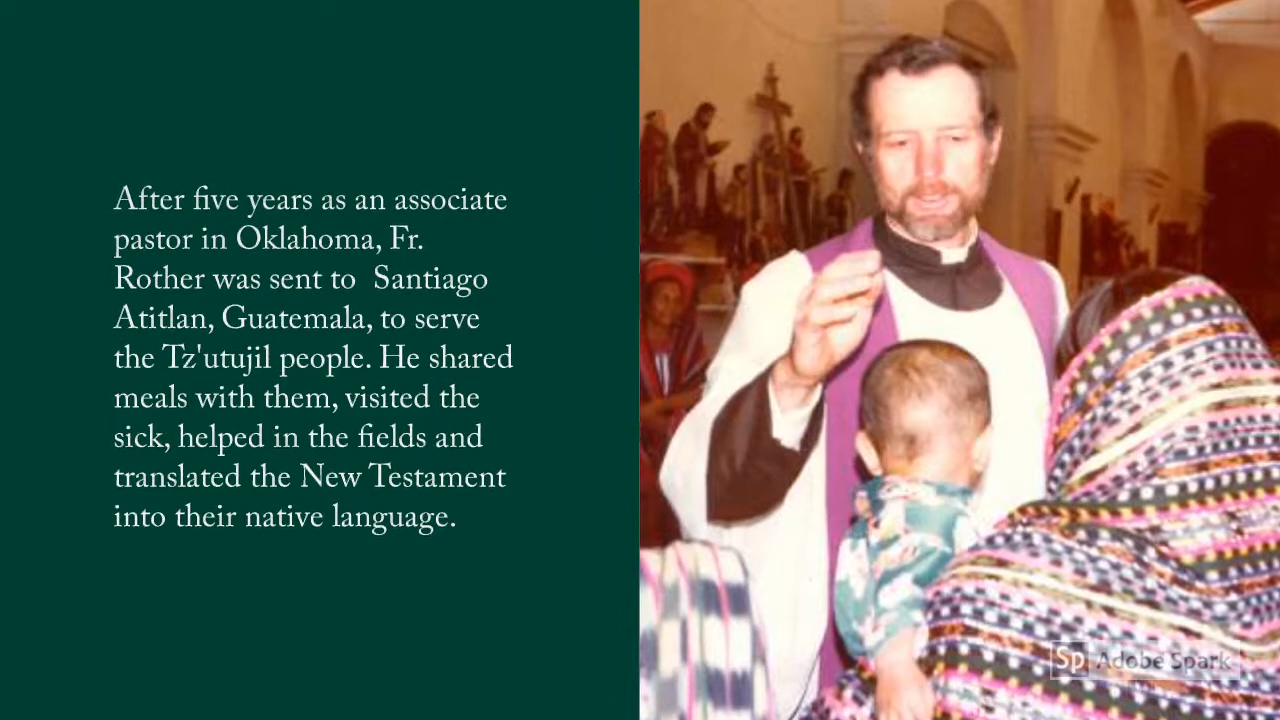 After five years as an associate
pastor in Oklahoma, Fr.
Rother was sent to  Santiago
Atitlan, Guatemala, to serve
the Tz'utujil people. He shared
meals with them, visited the
sick, helped in the fields and
translated the New Testament
into their native language.
Sp Adobe Spark